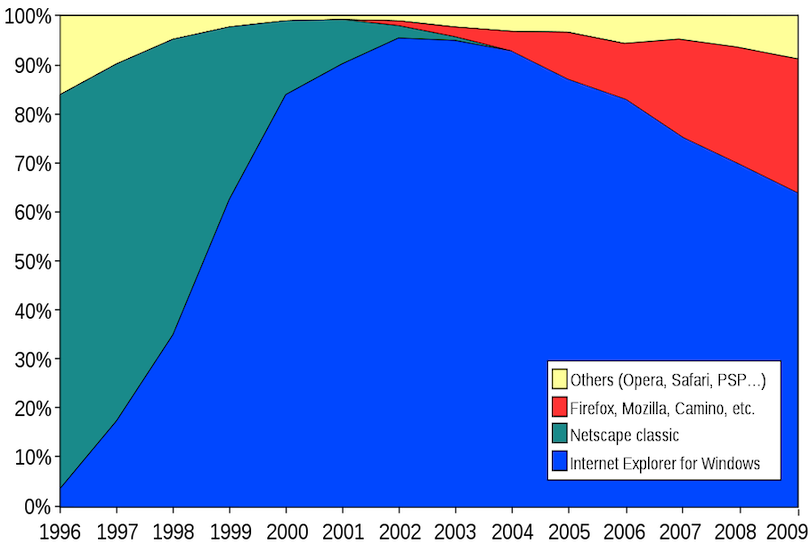 100%
90%
80%
70%
60%
50%
40%
30%
20%
10%
0%
Others (Opera, Safari, PSP...)
Firefox, Mozilla, Camino, etc.
Netscape classic
Internet Explorer for Windows
1996 1997 1998 1999 2000 2001 2002 2003 2004 2005 2006 2007 2008 2009